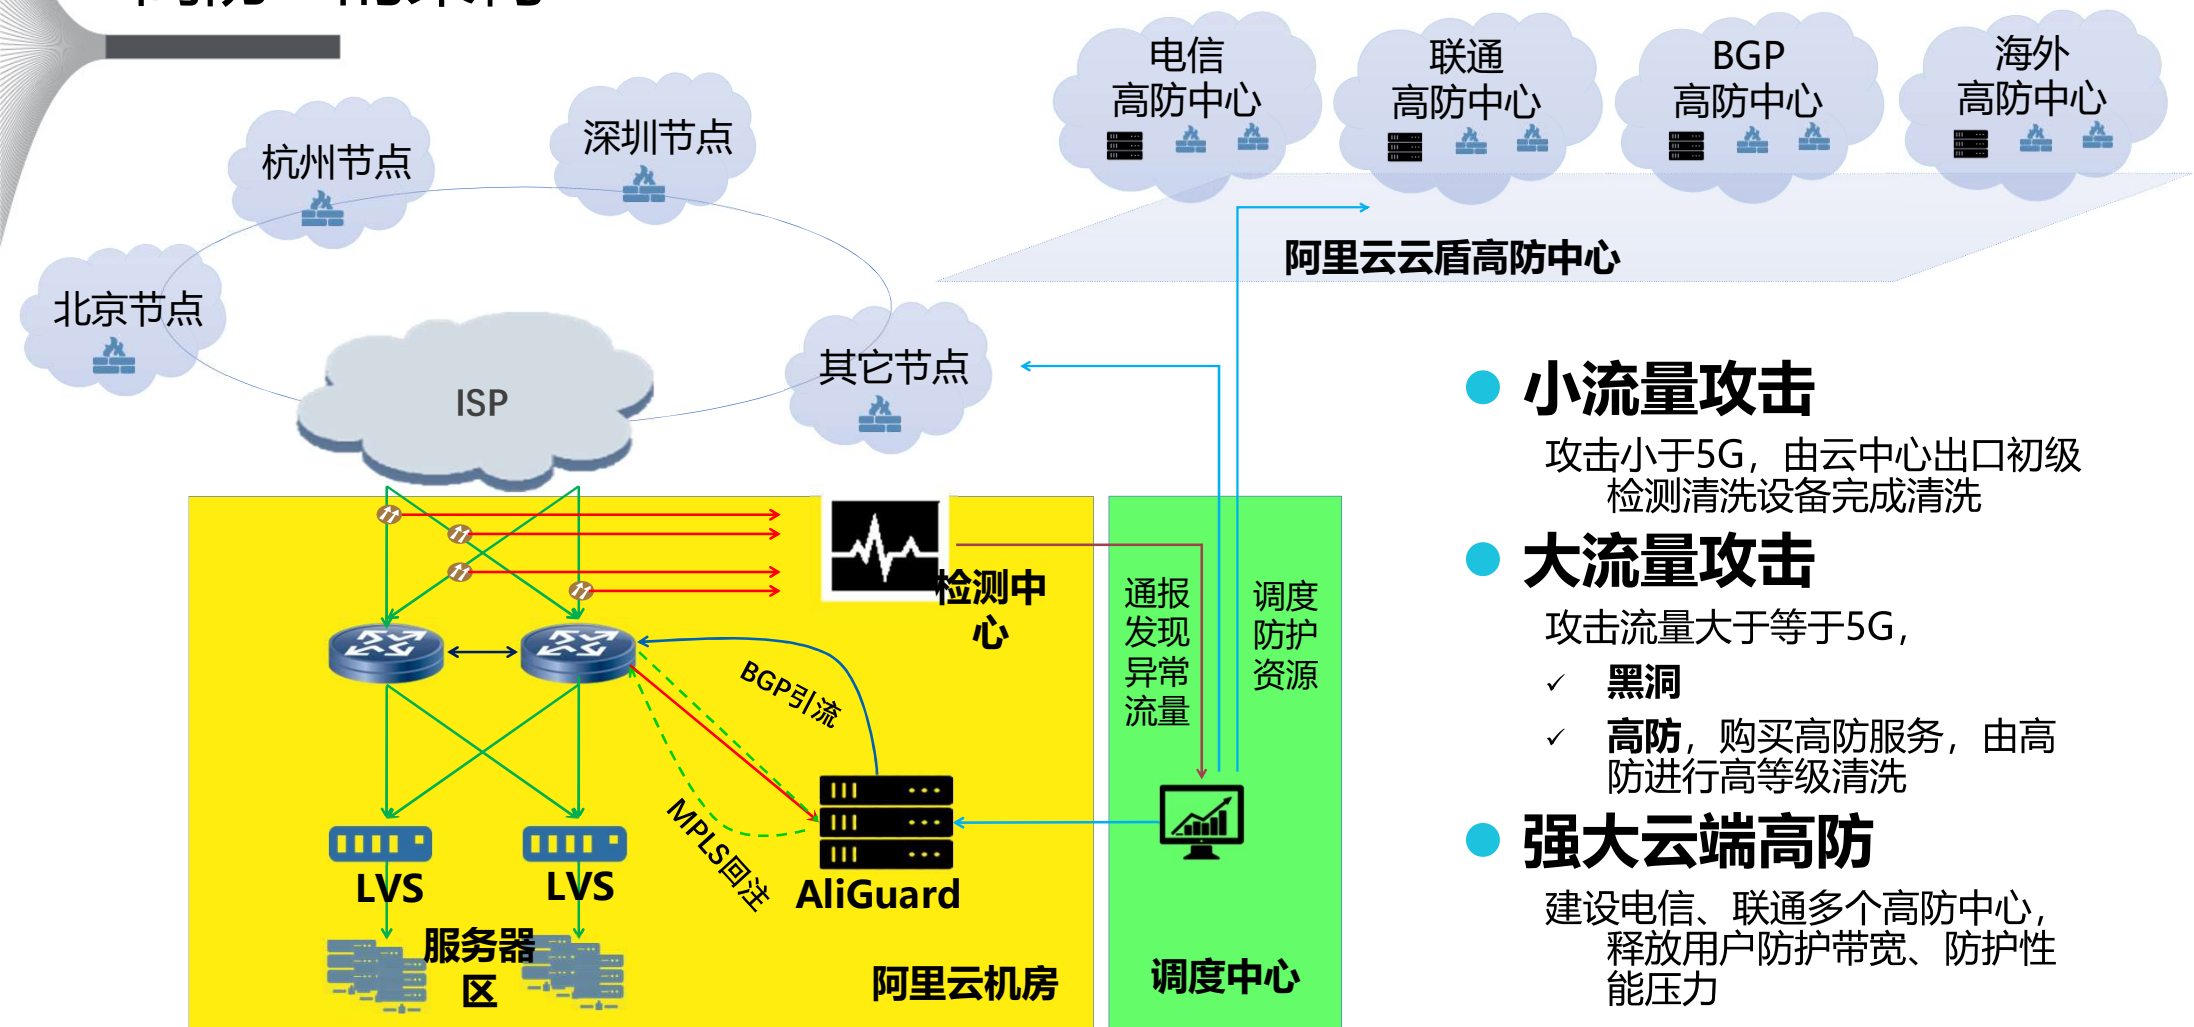 电信
高防中心
联通
高防中心
BGP
高防中心
海外
高防中心
杭州节点
深圳节点
北京节点
其它节点
ISP
阿里云云盾高防中心
检测中
心
BGP引流
MPLS回注
AliGuard
LVS
LVS
服务器
区
阿里云机房
通报
发现
异常
流量
调度
防护
资源
调度中心
小流量攻击
攻击小于5G，由云中心出口初级
检测清洗设备完成清洗
大流量攻击
攻击流量大于等于5G，
✓ 黑洞
✓ 高防，购买高防服务，由高
防进行高等级清洗
强大云端高防
建设电信、联通多个高防中心，
释放用户防护带宽、防护性
能压力